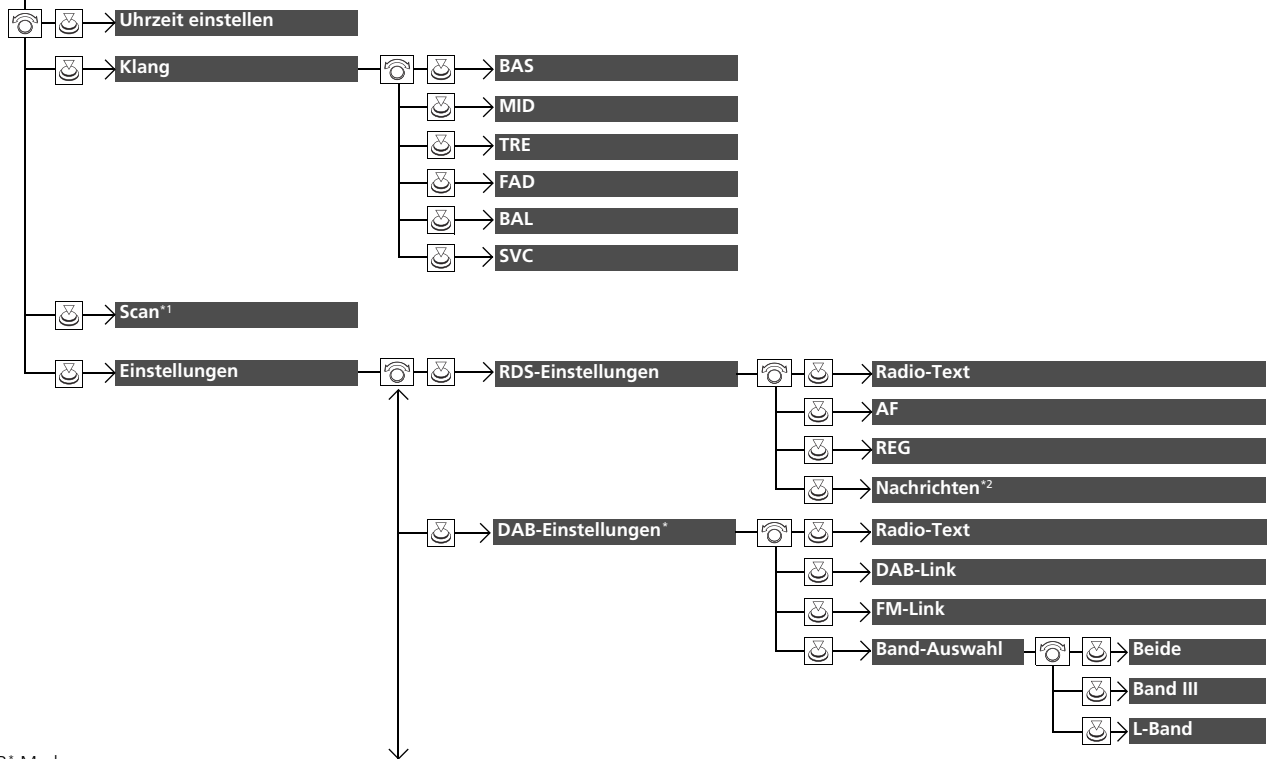 Uhrzeit einstellen
Klang
BAS
MID
TRE
FAD
BAL
SVC
Scan*1
Einstellungen
RDS-Einstellungen
Radio-Text
AF
REG
Nachrichten*2
DAB-Einstellungen*
Radio-Text
DAB-Link
FM-Link
Band-Auswahl
Beide
Band III
L-Band